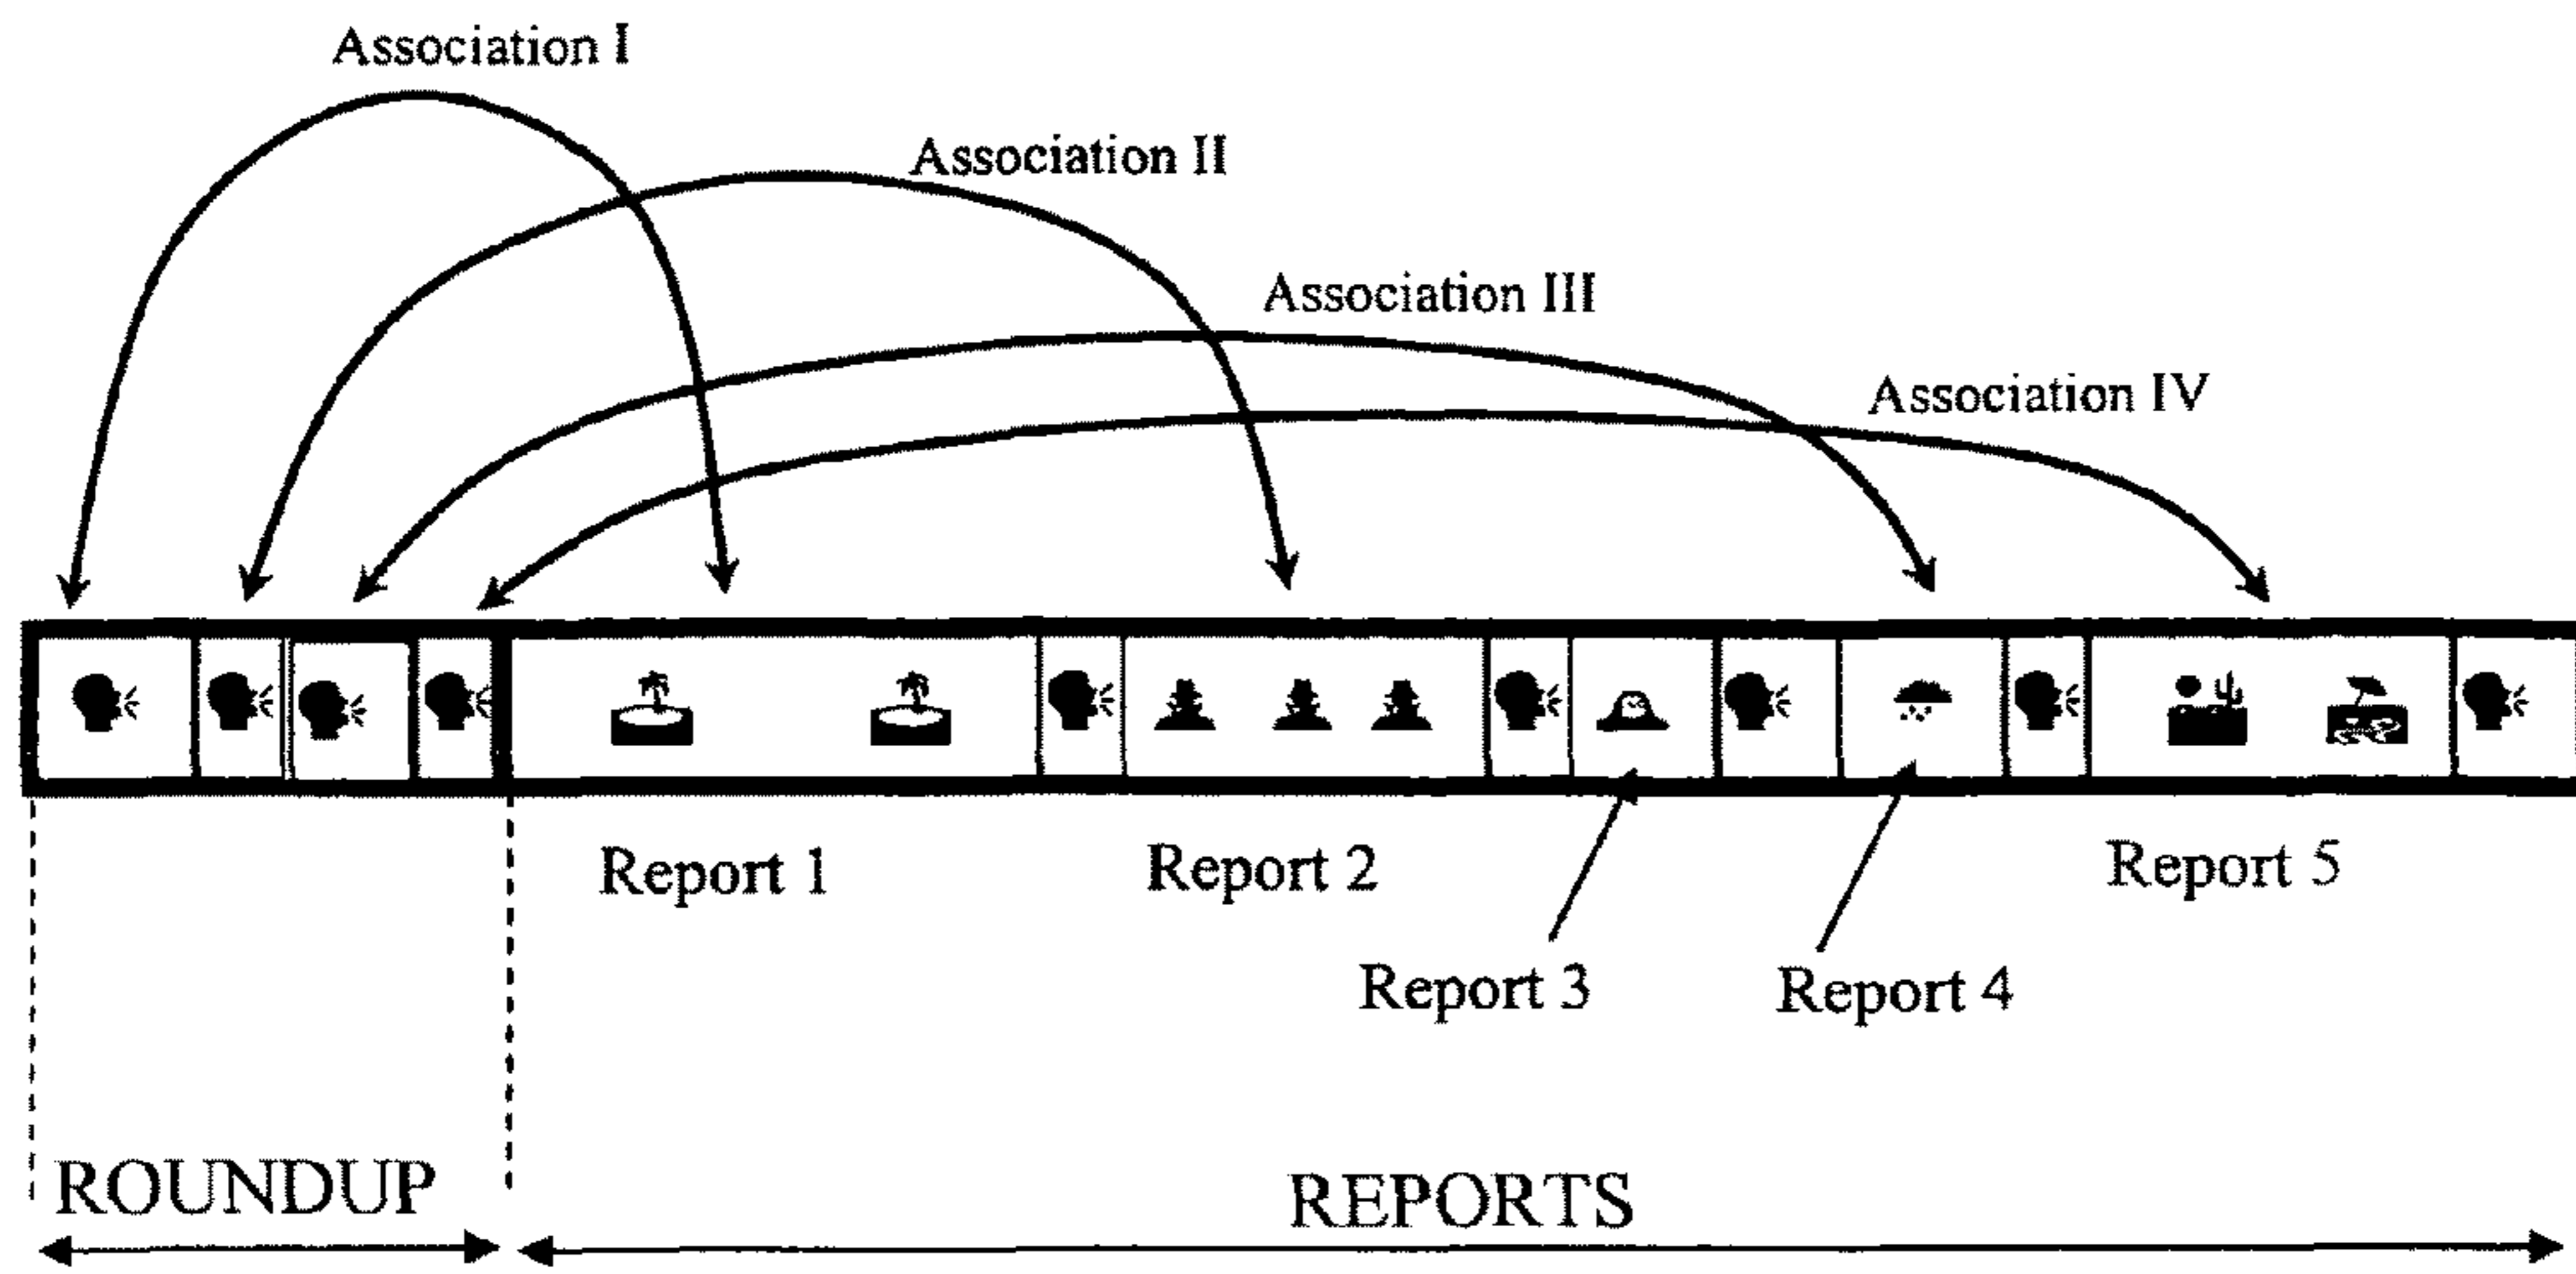 Association I
Association II
Association III
Association IV
Report 1
Report 2
Report 5
Report 3
Report 4
ROUNDUP
REPORTS